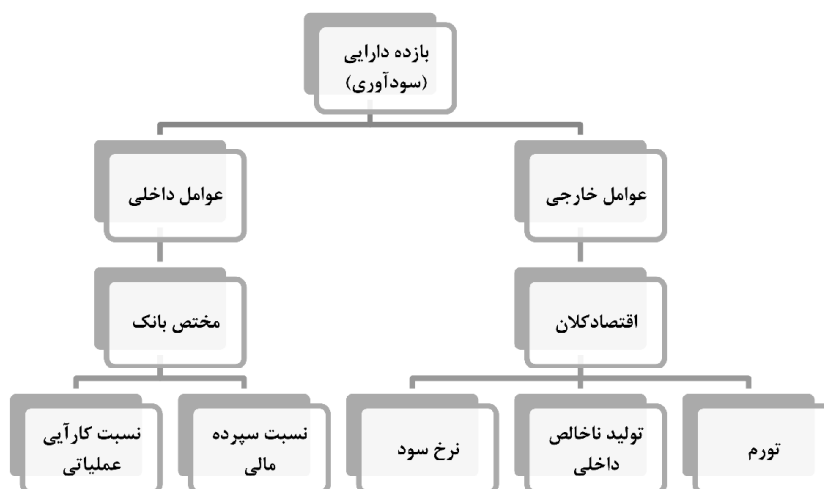 بازده دارایی
(سودآوری)
عوامل خارجی
عوامل داخلی
اقتصادکلان
مختص بانک
تورم
تولید ناخالص
داخلی
نرخ سود
نسبت سپرده
مالی
نسبت کارآیی
عملیاتی